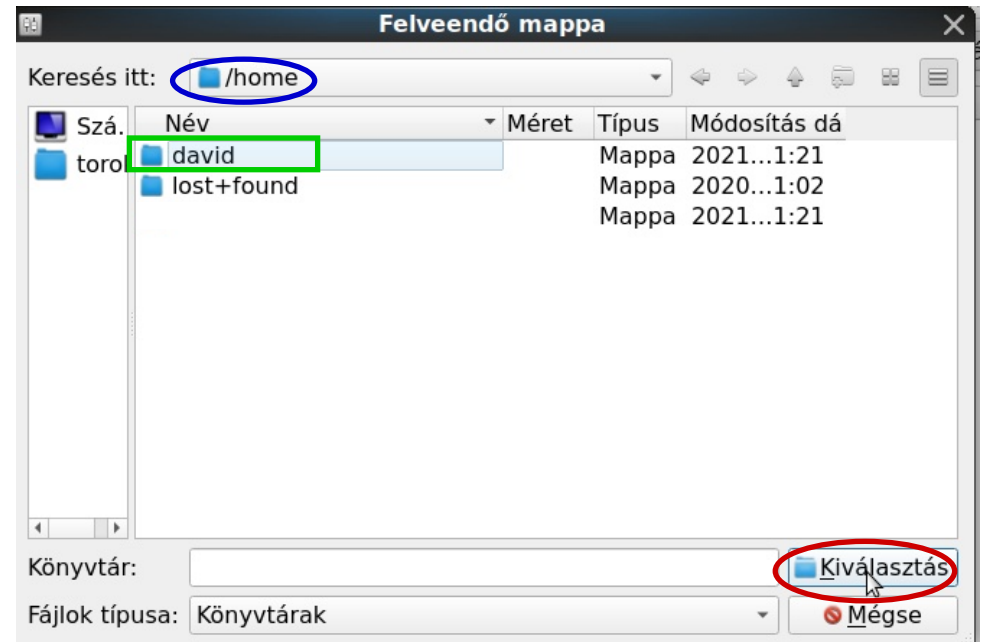 Felveendő mappa
Keresés itt: /home
Szá.
Név Méret Típus Módosítás dá
david Mappa 2021...1:21
torol
lost+found Mappa 2020...1:02
Mappa 2021...1:21
Könyvtár: Kiválasztás
Fájlok típusa: Könyvtárak Mégse